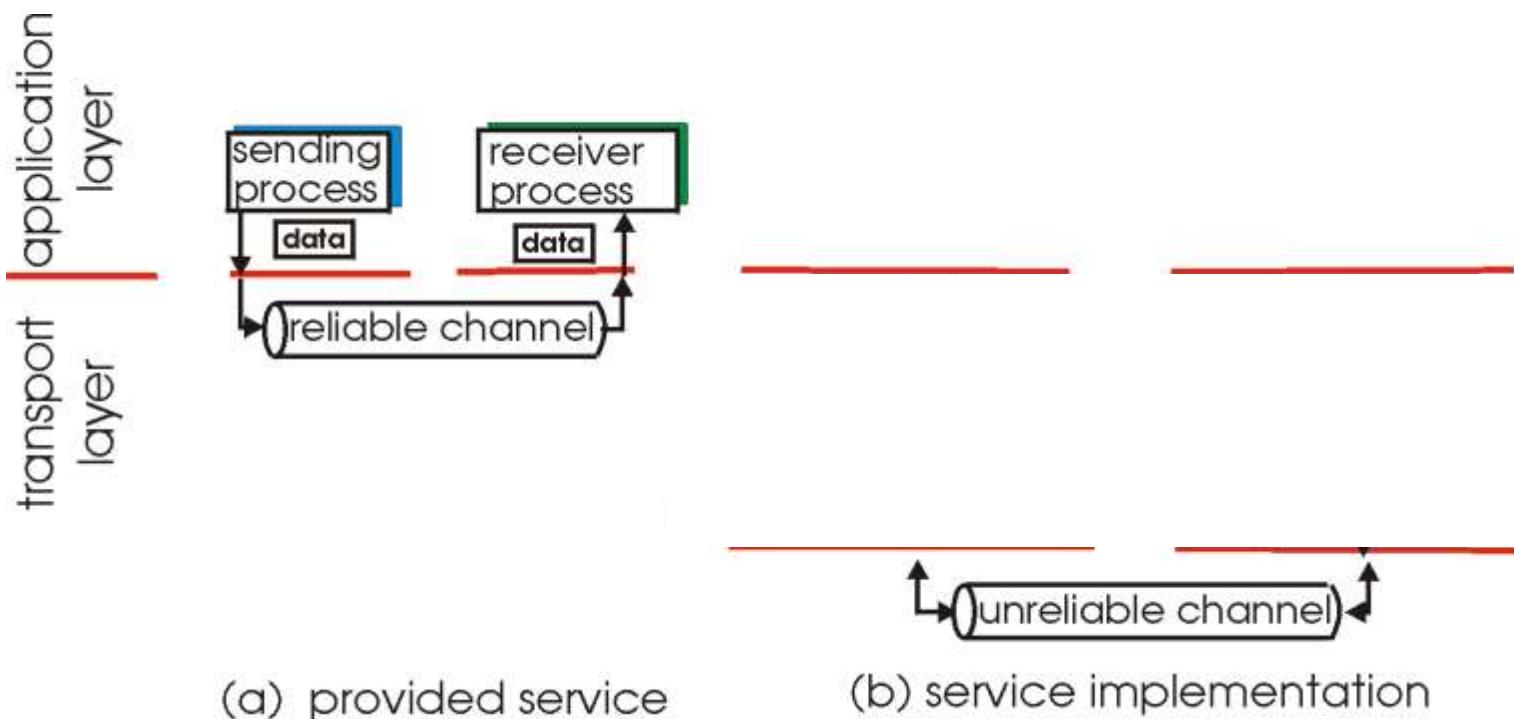 application
layer
transport
layer
sending
process
receiver
process
data
data
reliable channel
unreliable channel
(a) provided service
(b) service implementation